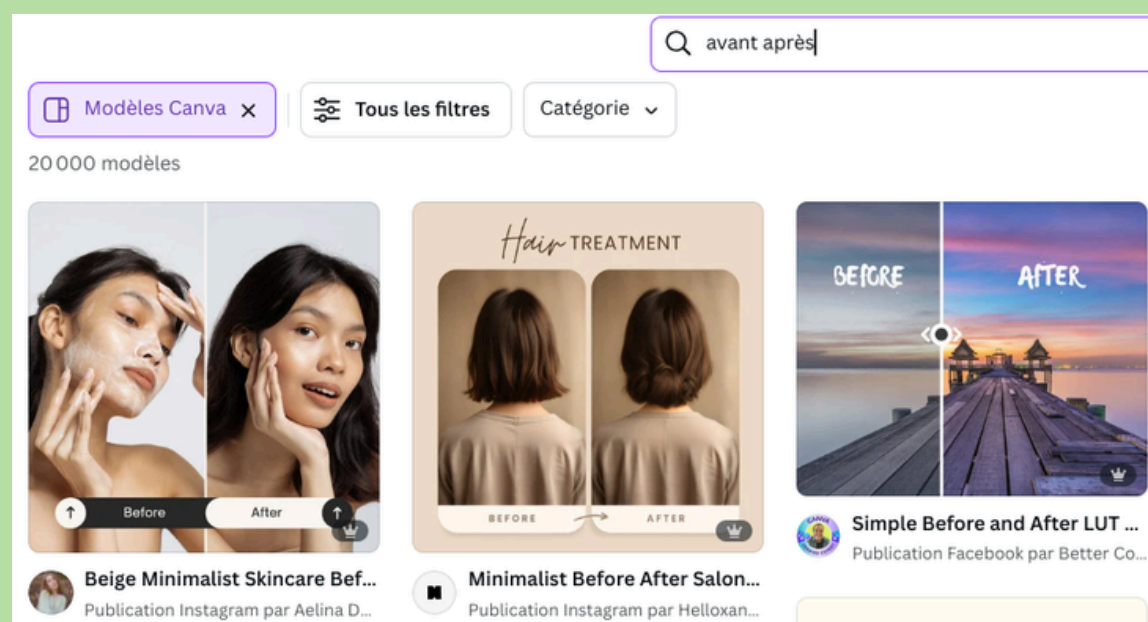 avant après
Modèles Canva
Tous les filtres
Catégorie
20 000 modèles
Before
After
Beige Minimalist Skincare Bef...
Publication Instagram par Aelina D...
Hair TREATMENT
BEFORE
AFTER
Minimalist Before After Salon...
Publication Instagram par Helloxan...
BEFORE
AFTER
Simple Before and After LUT ...
Publication Facebook par Better Co...